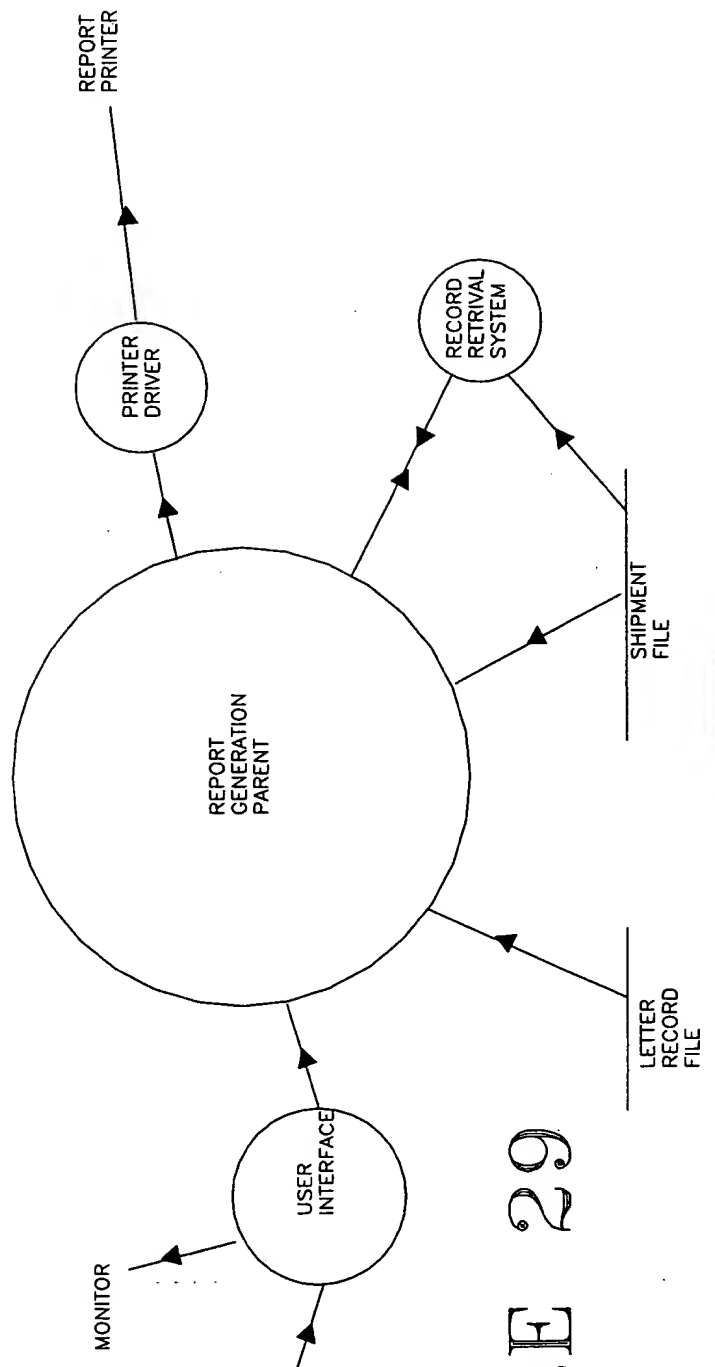 MONITOR
USER
INTERFACE
REPORT
GENERATION
PARENT
PRINTER
DRIVER
REPORT
PRINTER
LETTER
RECORD
FILE
SHIPMENT
FILE
RECORD
RETRIVAL
SYSTEM
E 29